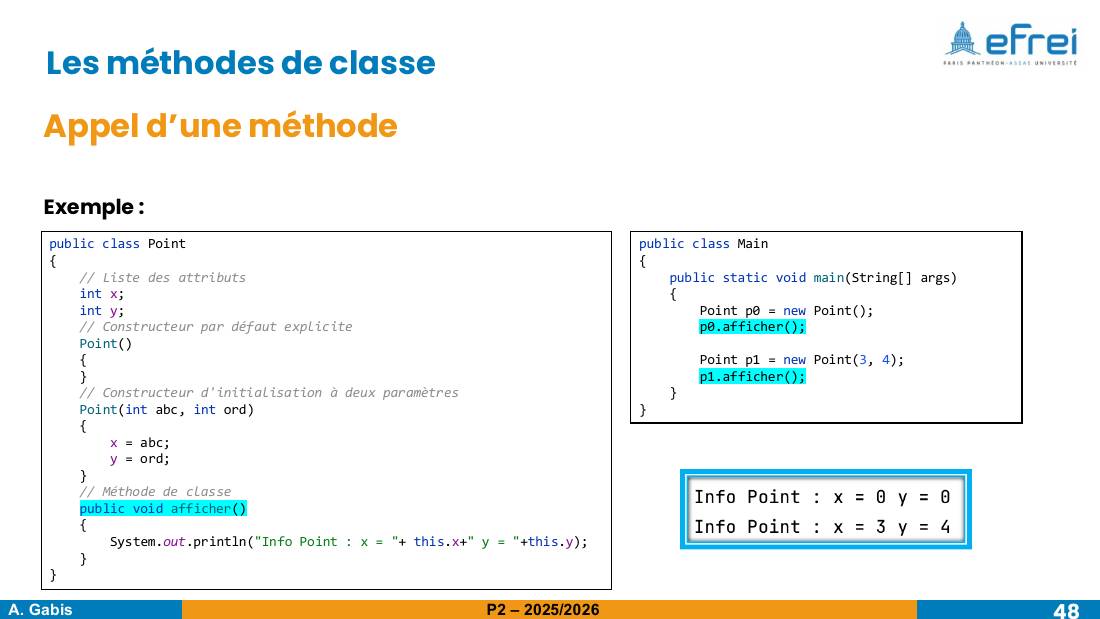 efrei
PARIS PANTHÉON-ASSAS UNIVERSITÉ
Les méthodes de classe
Appel d’une méthode
Exemple :
public class Point
{
    // Liste des attributs
    int x;
    int y;
    // Constructeur par défaut explicite
    Point()
    {
    }
    // Constructeur d'initialisation à deux paramètres
    Point(int abc, int ord)
    {
        x = abc;
        y = ord;
    }
    // Méthode de classe
    public void afficher()
    {
        System.out.println("Info Point : x = "+ this.x+" y = "+this.y);
    }
}
public class Main
{
    public static void main(String[] args)
    {
        Point p0 = new Point();
        p0.afficher();
        Point p1 = new Point(3, 4);
        p1.afficher();
    }
}
Info Point : x = 0 y = 0
Info Point : x = 3 y = 4
A. Gabis
P2 – 2025/2026
48